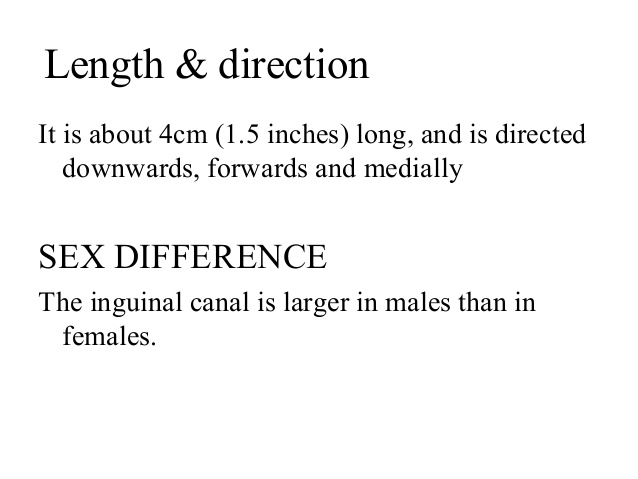 Length & direction
It is about 4cm (1.5 inches) long, and is directed
downwards, forwards and medially
SEX DIFFERENCE
The inguinal canal is larger in males than in
females.